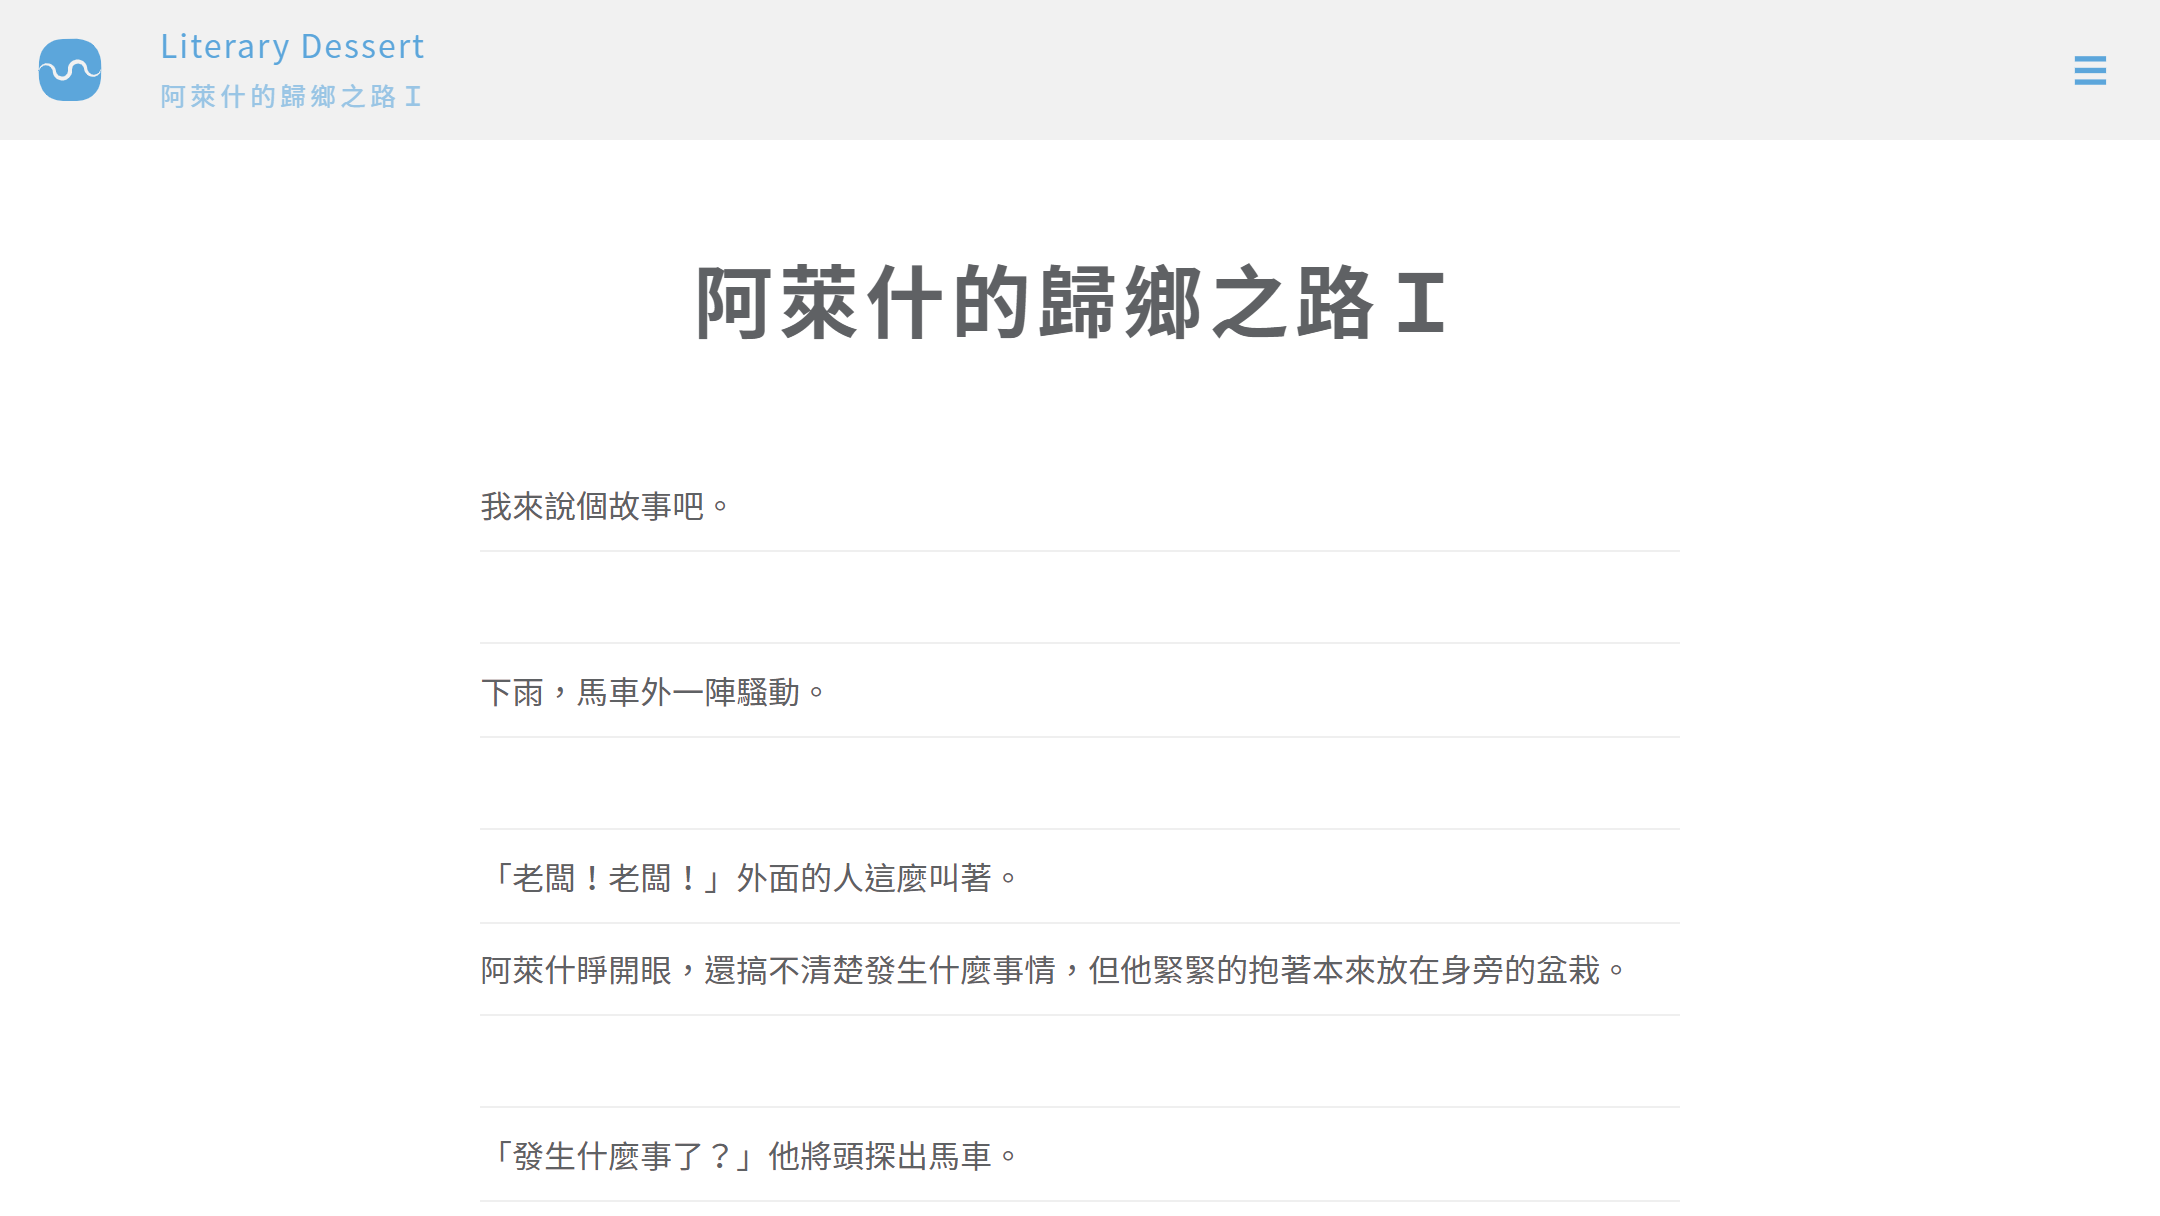 Literary Dessert
阿萊什的歸鄉之路Ｉ
阿萊什的歸鄉之路Ｉ
我來說個故事吧。
下雨，馬車外一陣騷動。
「老闆！老闆！」外面的人這麼叫著。
阿萊什睜開眼，還搞不清楚發生什麼事情，但他緊緊的抱著本來放在身旁的盆栽。
「發生什麼事了？」他將頭探出馬車。